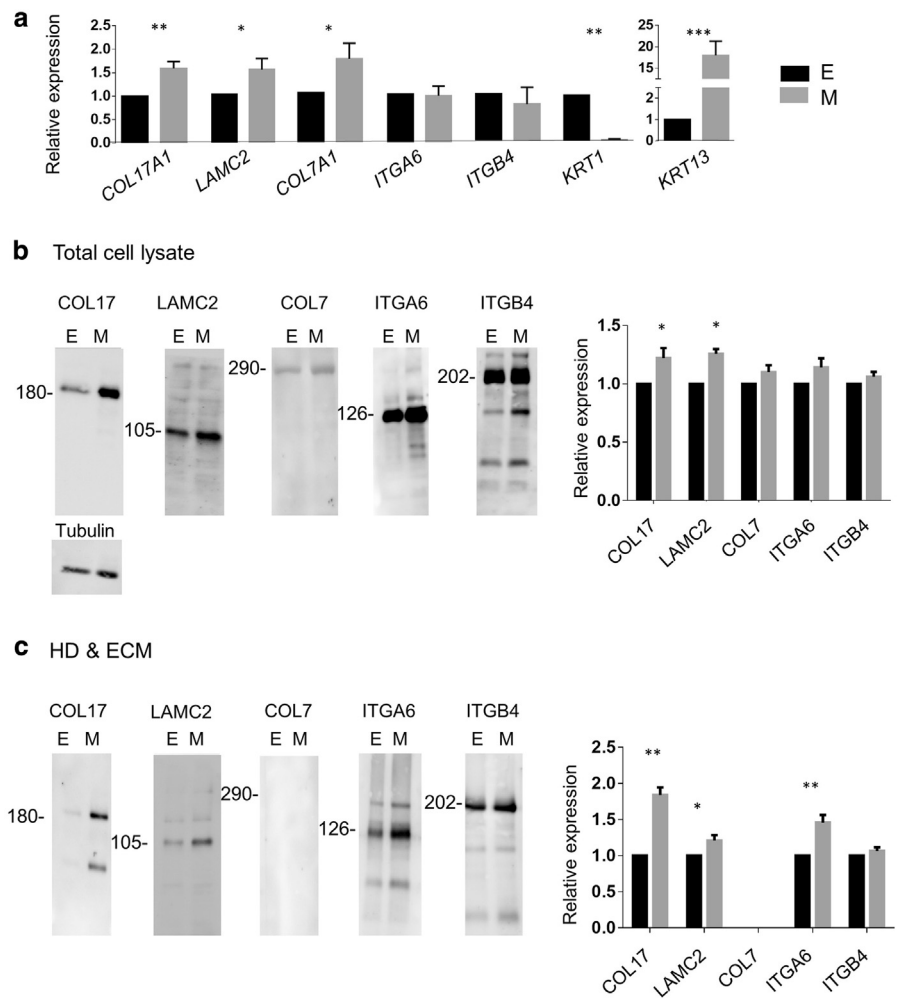 a
Relative expression
2.5
2.0
1.5
1.0
0.5
0.0
** * * ** ***
25
20
15
2
1
0
COL17A1 LAMC2 COL7A1 ITGA6 ITGB4 KRT1 KRT13
E
M
b Total cell lysate
COL17 LAMC2 COL7 ITGA6 ITGB4
E M E M E M E M E M
180-
105-
290-
126-
202-
Tubulin
Relative expression
1.5
1.0
0.5
0.0
* *
COL17 LAMC2 COL7 ITGA6 ITGB4
c HD & ECM
COL17 LAMC2 COL7 ITGA6 ITGB4
E M E M E M E M E M
180-
105-
290-
126-
202-
Relative expression
2.5
2.0
1.5
1.0
0.5
0.0
** * **
COL17 LAMC2 COL7 ITGA6 ITGB4